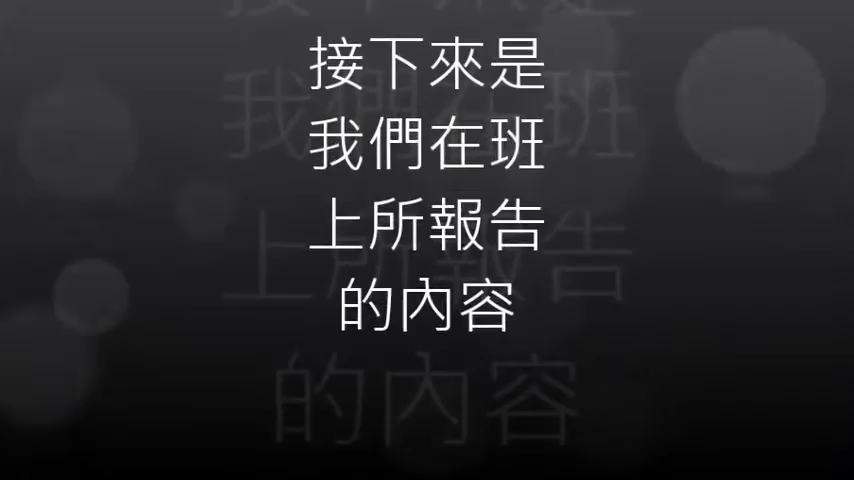 接下來是
我們在班
上所報告
的內容